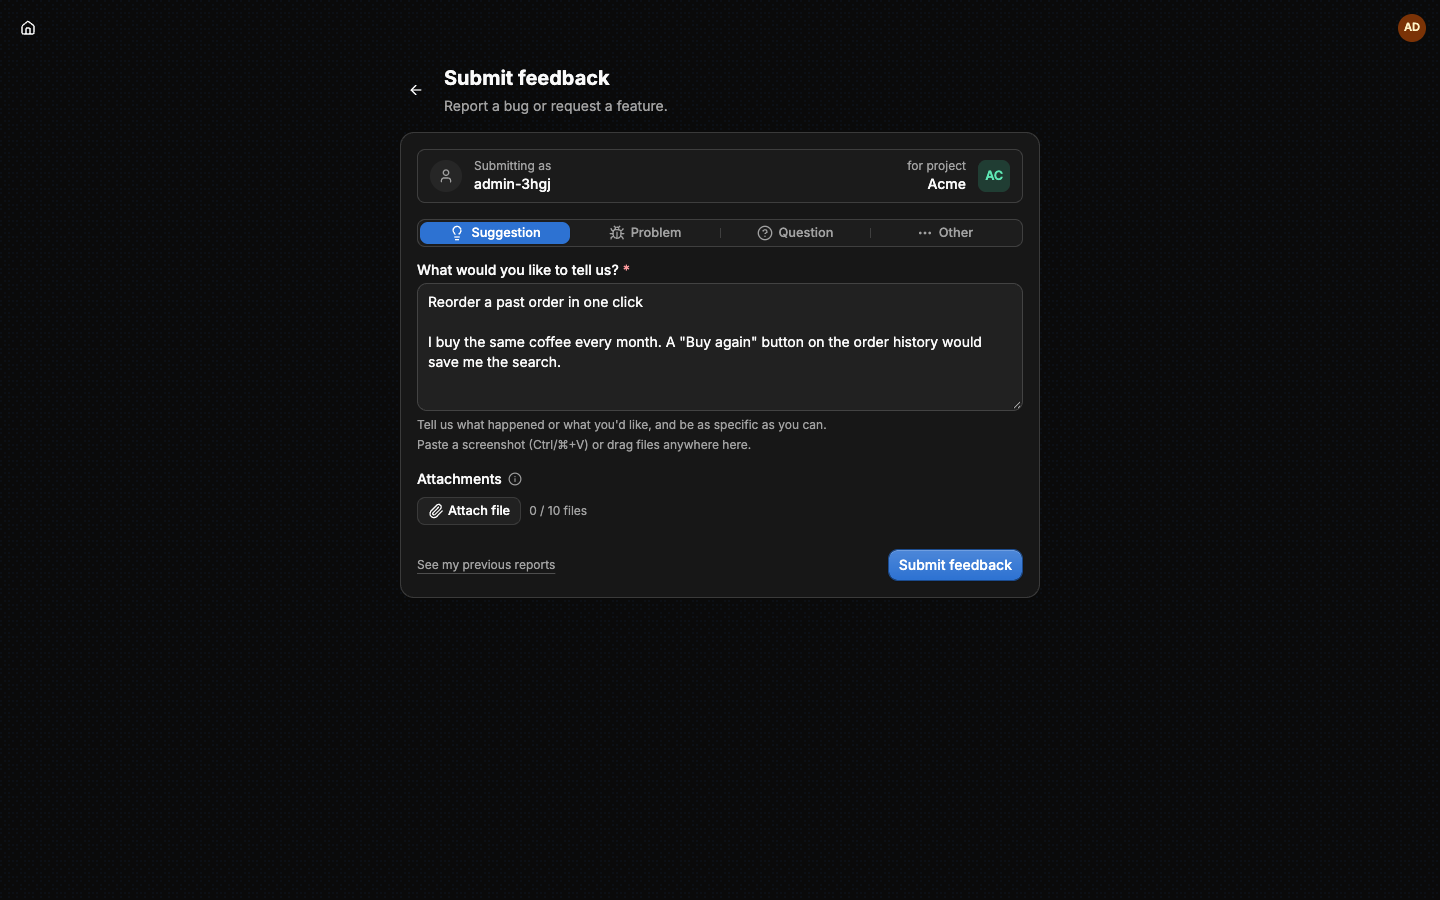 AD
Submit feedback
Report a bug or request a feature.
Submitting as
admin-3hgj
for project
Acme
AC
Suggestion
Problem
Question
Other
What would you like to tell us? *
Reorder a past order in one click
I buy the same coffee every month. A "Buy again" button on the order history would
save me the search.
Tell us what happened or what you'd like, and be as specific as you can.
Paste a screenshot (Ctrl/⌘+V) or drag files anywhere here.
Attachments
Attach file
0 / 10 files
See my previous reports
Submit feedback